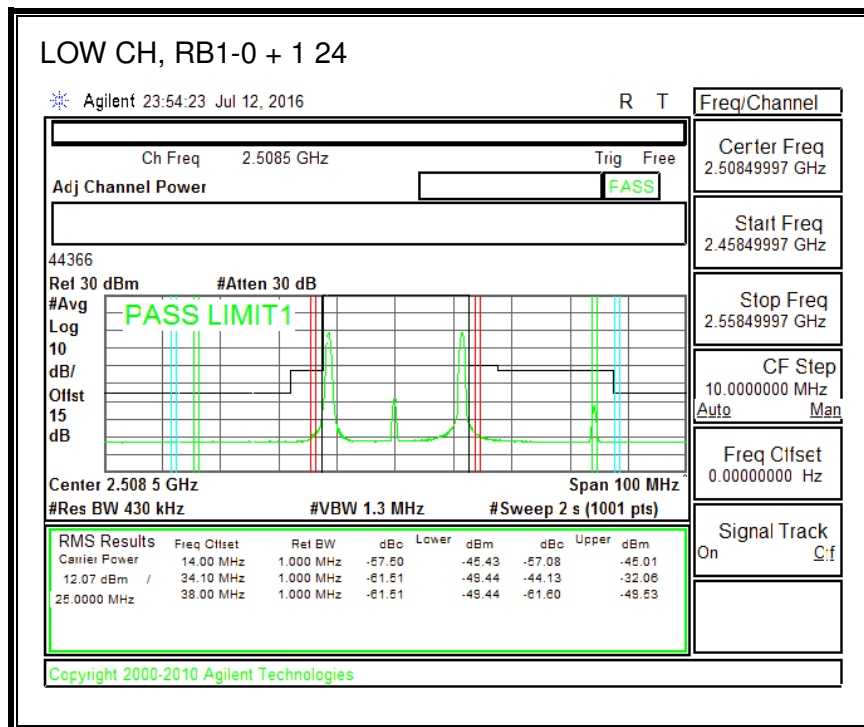 LOW CH, RB1-0 + 1 24
Agilent 23:54:23 Jul 12, 2016 R T
Freq/Channel
Ch Freq 2.5085 GHz Trig Free
Adj Channel Power PASS
Center Freq
2.50849997 GHz
Start Freq
2.45849997 GHz
Stop Freq
2.55849997 GHz
CF Step
10.0000000 MHz
Auto Man
Freq Offset
0.00000000 Hz
Signal Track
On Off
44366
Ref 30 dBm #Atten 30 dB
#Avg
Log
10
dB/
Offst
15
dB
PASS LIMIT1
Center 2.508 5 GHz Span 100 MHz
#Res BW 430 kHz #VBW 1.3 MHz #Sweep 2 s (1001 pts)
RMS Results Freq Offset Ref BW dBc Lower dBm dBc Upper dBm
Carrier Power 14.00 MHz 1.000 MHz -57.50 -45.43 -57.08 -45.01
12.07 dBm / 34.10 MHz 1.000 MHz -61.51 -49.44 -44.13 -32.06
25.0000 MHz 38.00 MHz 1.000 MHz -61.51 -49.44 -61.60 -49.53
Copyright 2000-2010 Agilent Technologies